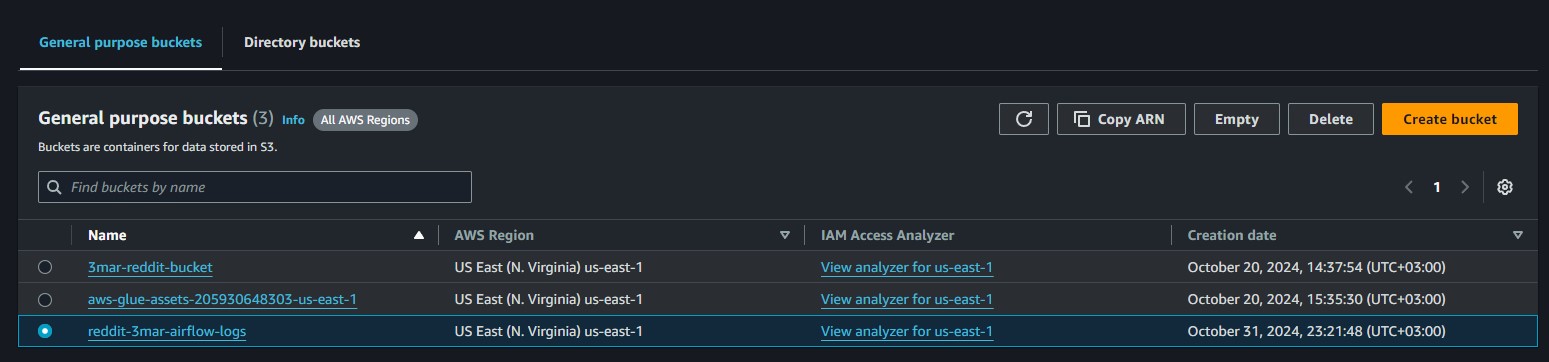 General purpose buckets Directory buckets
General purpose buckets (3) Info All AWS Regions Copy ARN Empty Delete Create bucket
Buckets are containers for data stored in S3.
Find buckets by name 1
Name AWS Region IAM Access Analyzer Creation date
3mar-reddit-bucket US East (N. Virginia) us-east-1 View analyzer for us-east-1 October 20, 2024, 14:37:54 (UTC+03:00)
aws-glue-assets-205930648303-us-east-1 US East (N. Virginia) us-east-1 View analyzer for us-east-1 October 20, 2024, 15:35:30 (UTC+03:00)
reddit-3mar-airflow-logs US East (N. Virginia) us-east-1 View analyzer for us-east-1 October 31, 2024, 23:21:48 (UTC+03:00)